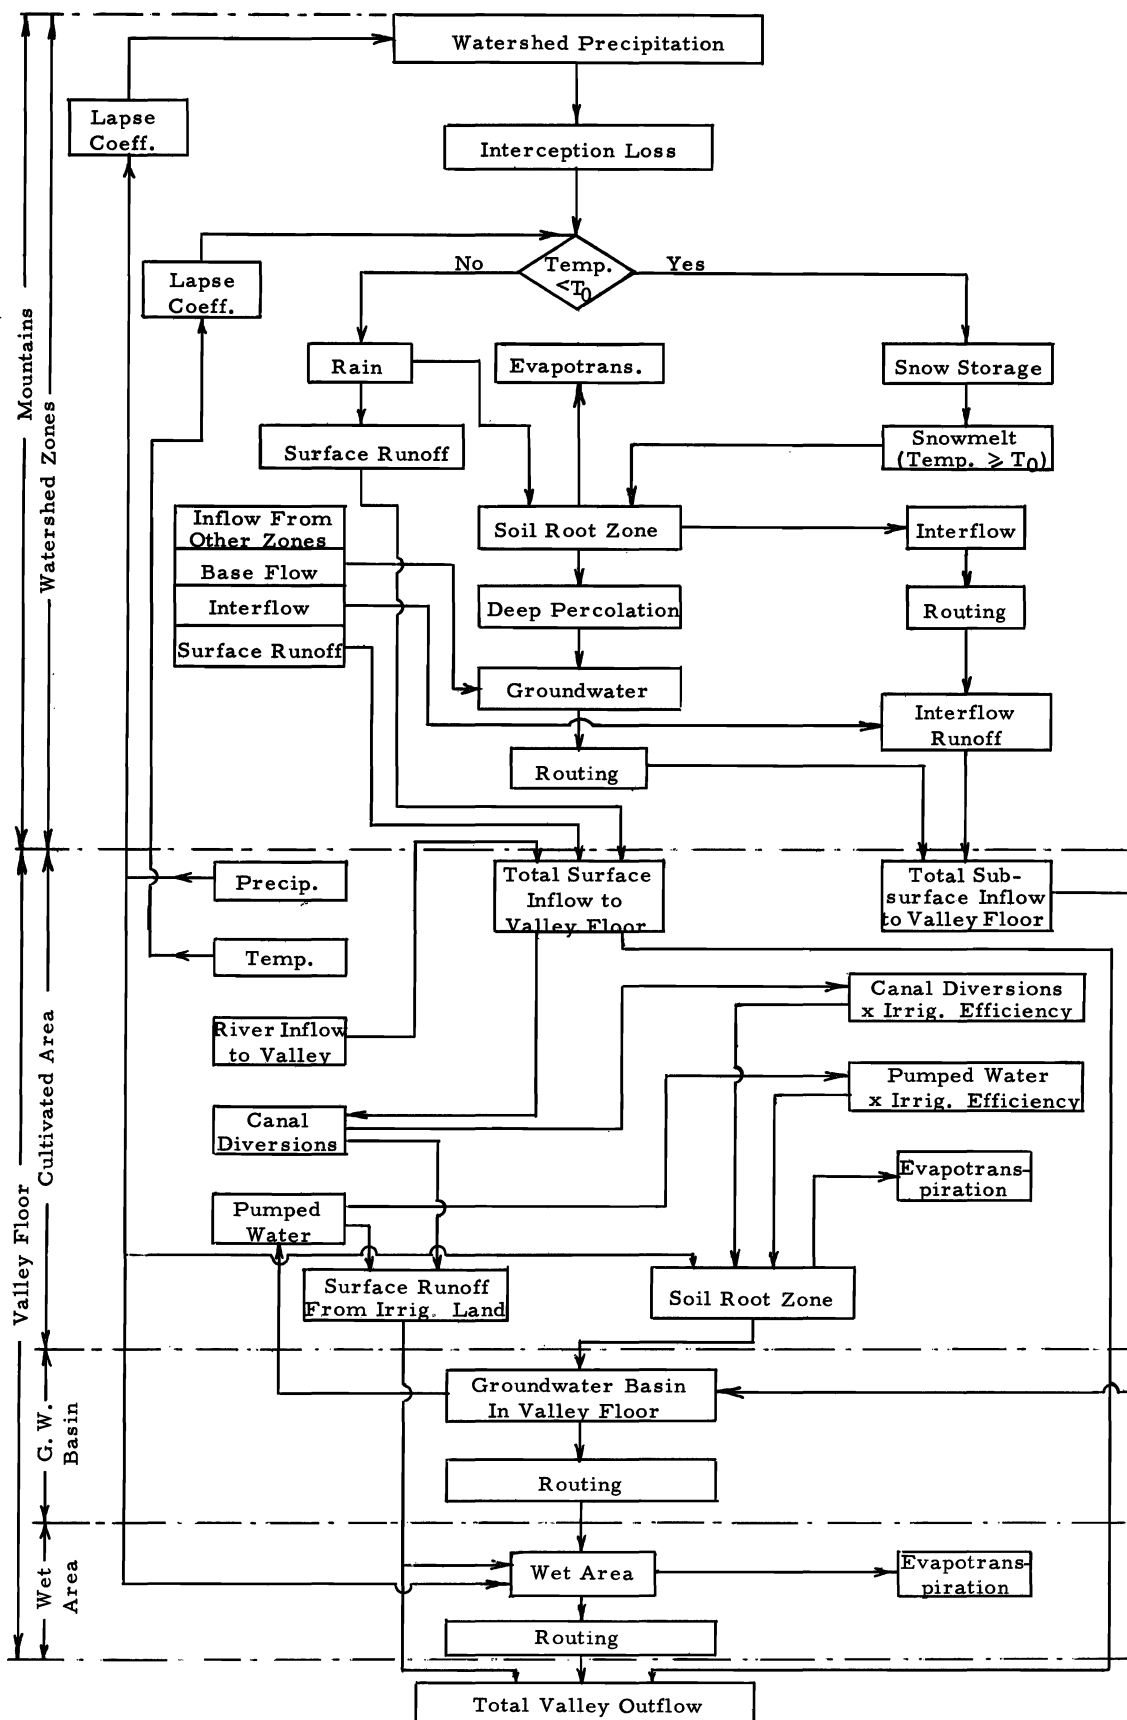 Watershed Precipitation
Lapse
Coeff.
Interception Loss
No
Temp.
<T0
Yes
Lapse
Coeff.
Mountains
Watershed Zones
Rain
Evapotrans.
Snow Storage
Surface Runoff
Snowmelt
(Temp. ⩾ T0)
Inflow From
Other Zones
Base Flow
Interflow
Surface Runoff
Soil Root Zone
Interflow
Deep Percolation
Routing
Groundwater
Interflow
Runoff
Routing
Precip.
Total Surface
Inflow to
Valley Floor
Total Sub-
surface Inflow
to Valley Floor
Temp.
Canal Diversions
x Irrig. Efficiency
River Inflow
to Valley
Pumped Water
x Irrig. Efficiency
Valley Floor
Cultivated Area
Canal
Diversions
Evapotrans-
piration
Pumped
Water
Surface Runoff
From Irrig. Land
Soil Root Zone
G. W.
Basin
Groundwater Basin
In Valley Floor
Routing
Wet
Area
Wet Area
Evapotrans-
piration
Routing
Total Valley Outflow